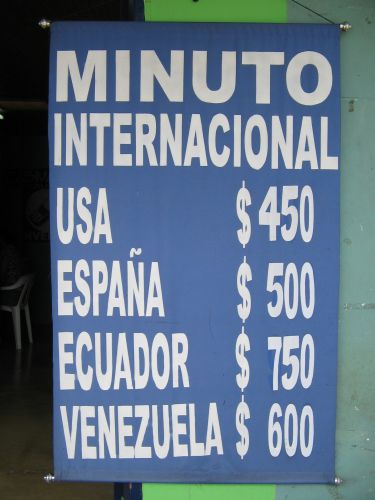 MINUTO
INTERNACIONAL
USA $ 450
ESPAÑA $ 500
ECUADOR $ 750
VENEZUELA $ 600